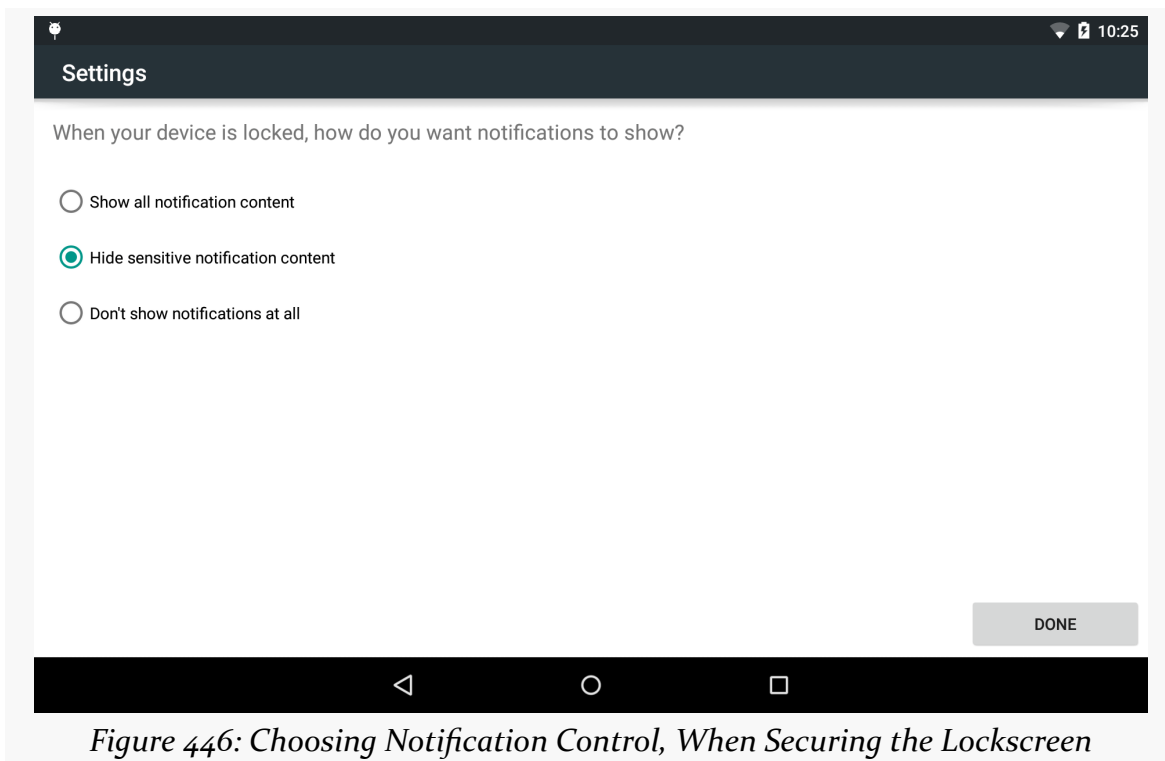 10:25
Settings
When your device is locked, how do you want notifications to show?
Show all notification content
Hide sensitive notification content
Don't show notifications at all
DONE
Figure 446: Choosing Notification Control, When Securing the Lockscreen